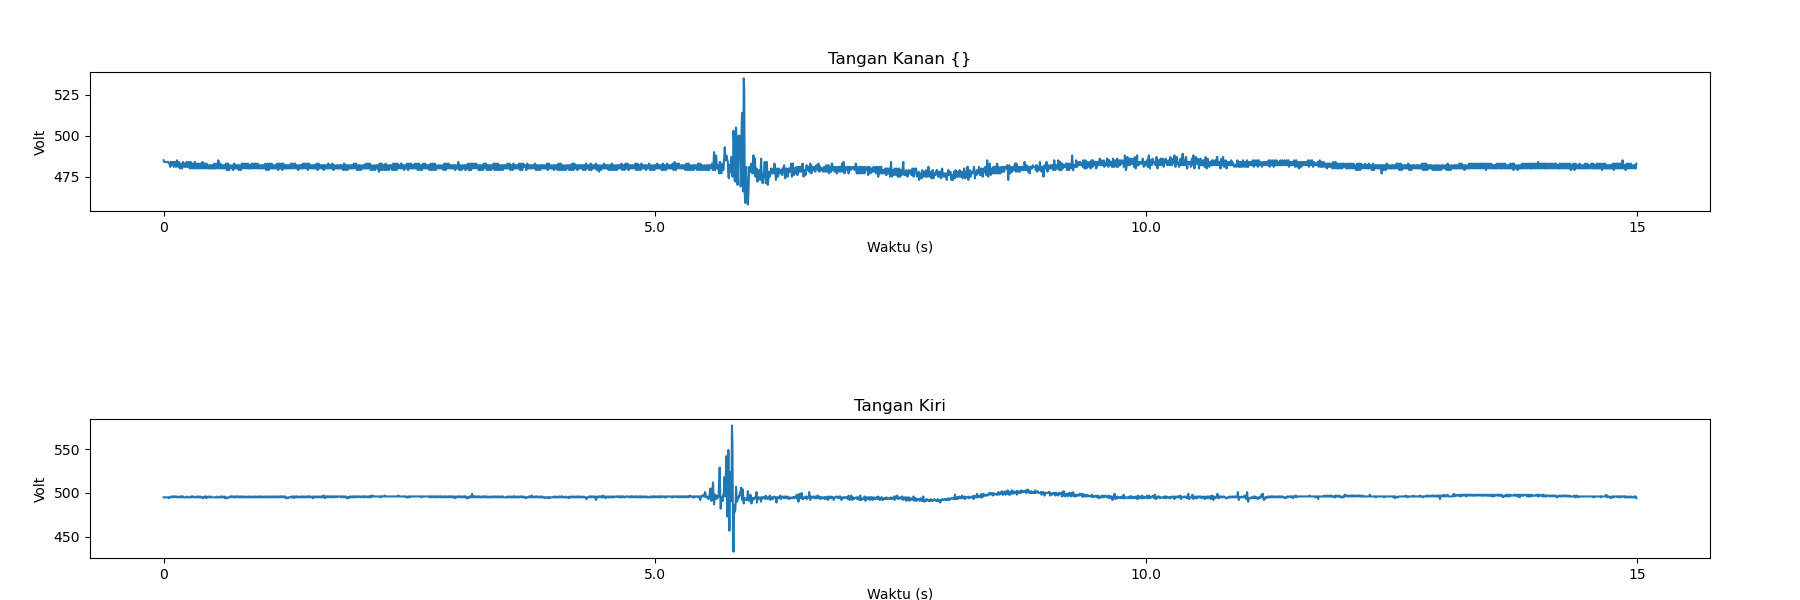 Tangan Kanan {}
Volt
525
500
475
0 5.0 10.0 15
Waktu (s)
Tangan Kiri
Volt
550
500
450
0 5.0 10.0 15
Waktu (s)